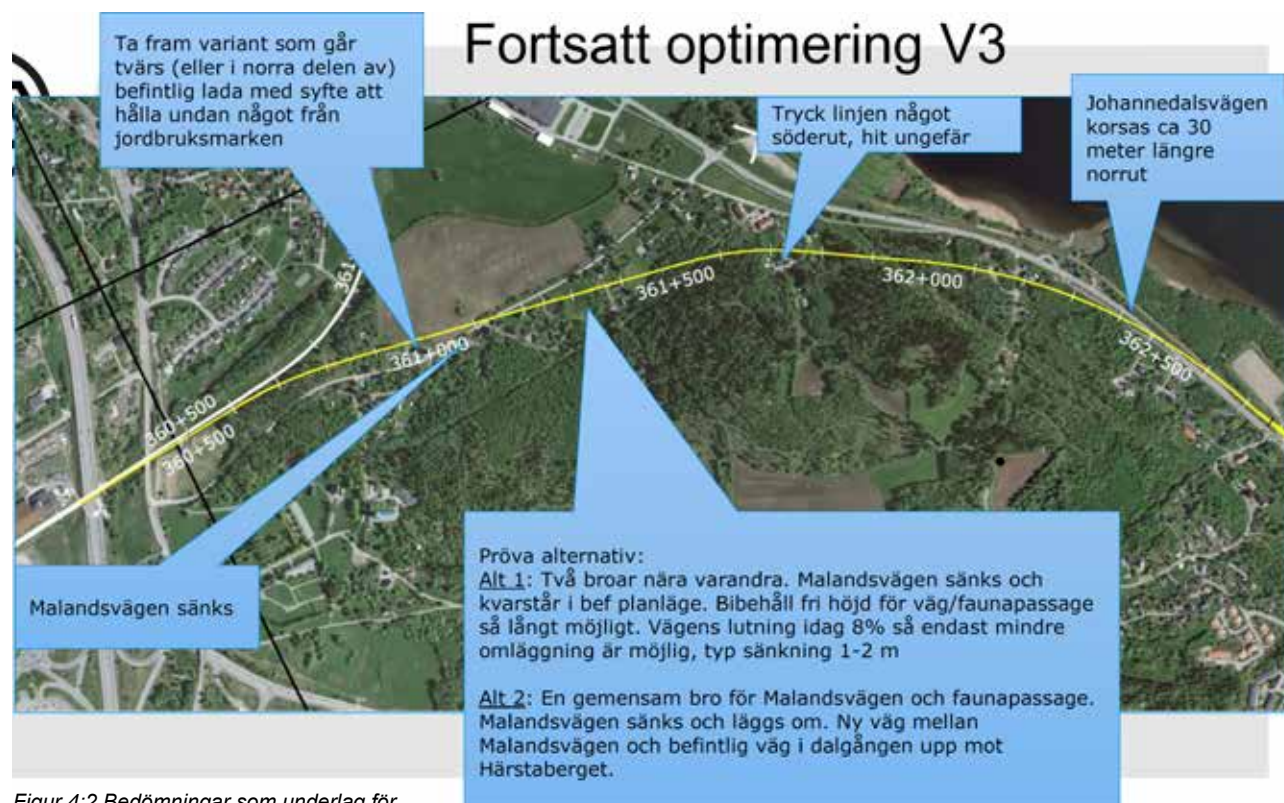 Fortsatt optimering V3
Ta fram variant som går
tvärs (eller i norra delen av)
befintlig lada med syfte att
hålla undan något från
jordbruksmarken
Tryck linjen något
söderut, hit ungefär
Johannedalsvägen
korsas ca 30
meter längre
norrut
361
360+500
360+500
361+000
361+500
362+000
362+500
Malandsvägen sänks
Pröva alternativ:
Alt 1: Två broar nära varandra. Malandsvägen sänks och
kvarstår i bef planläge. Bibehåll fri höjd för väg/faunapassage
så långt möjligt. Vägens lutning idag 8% så endast mindre
omläggning är möjlig, typ sänkning 1-2 m
Alt 2: En gemensam bro för Malandsvägen och faunapassage.
Malandsvägen sänks och läggs om. Ny väg mellan
Malandsvägen och befintlig väg i dalgången upp mot
Härstaberget.
Figur 4:2 Bedömningar som underlag för